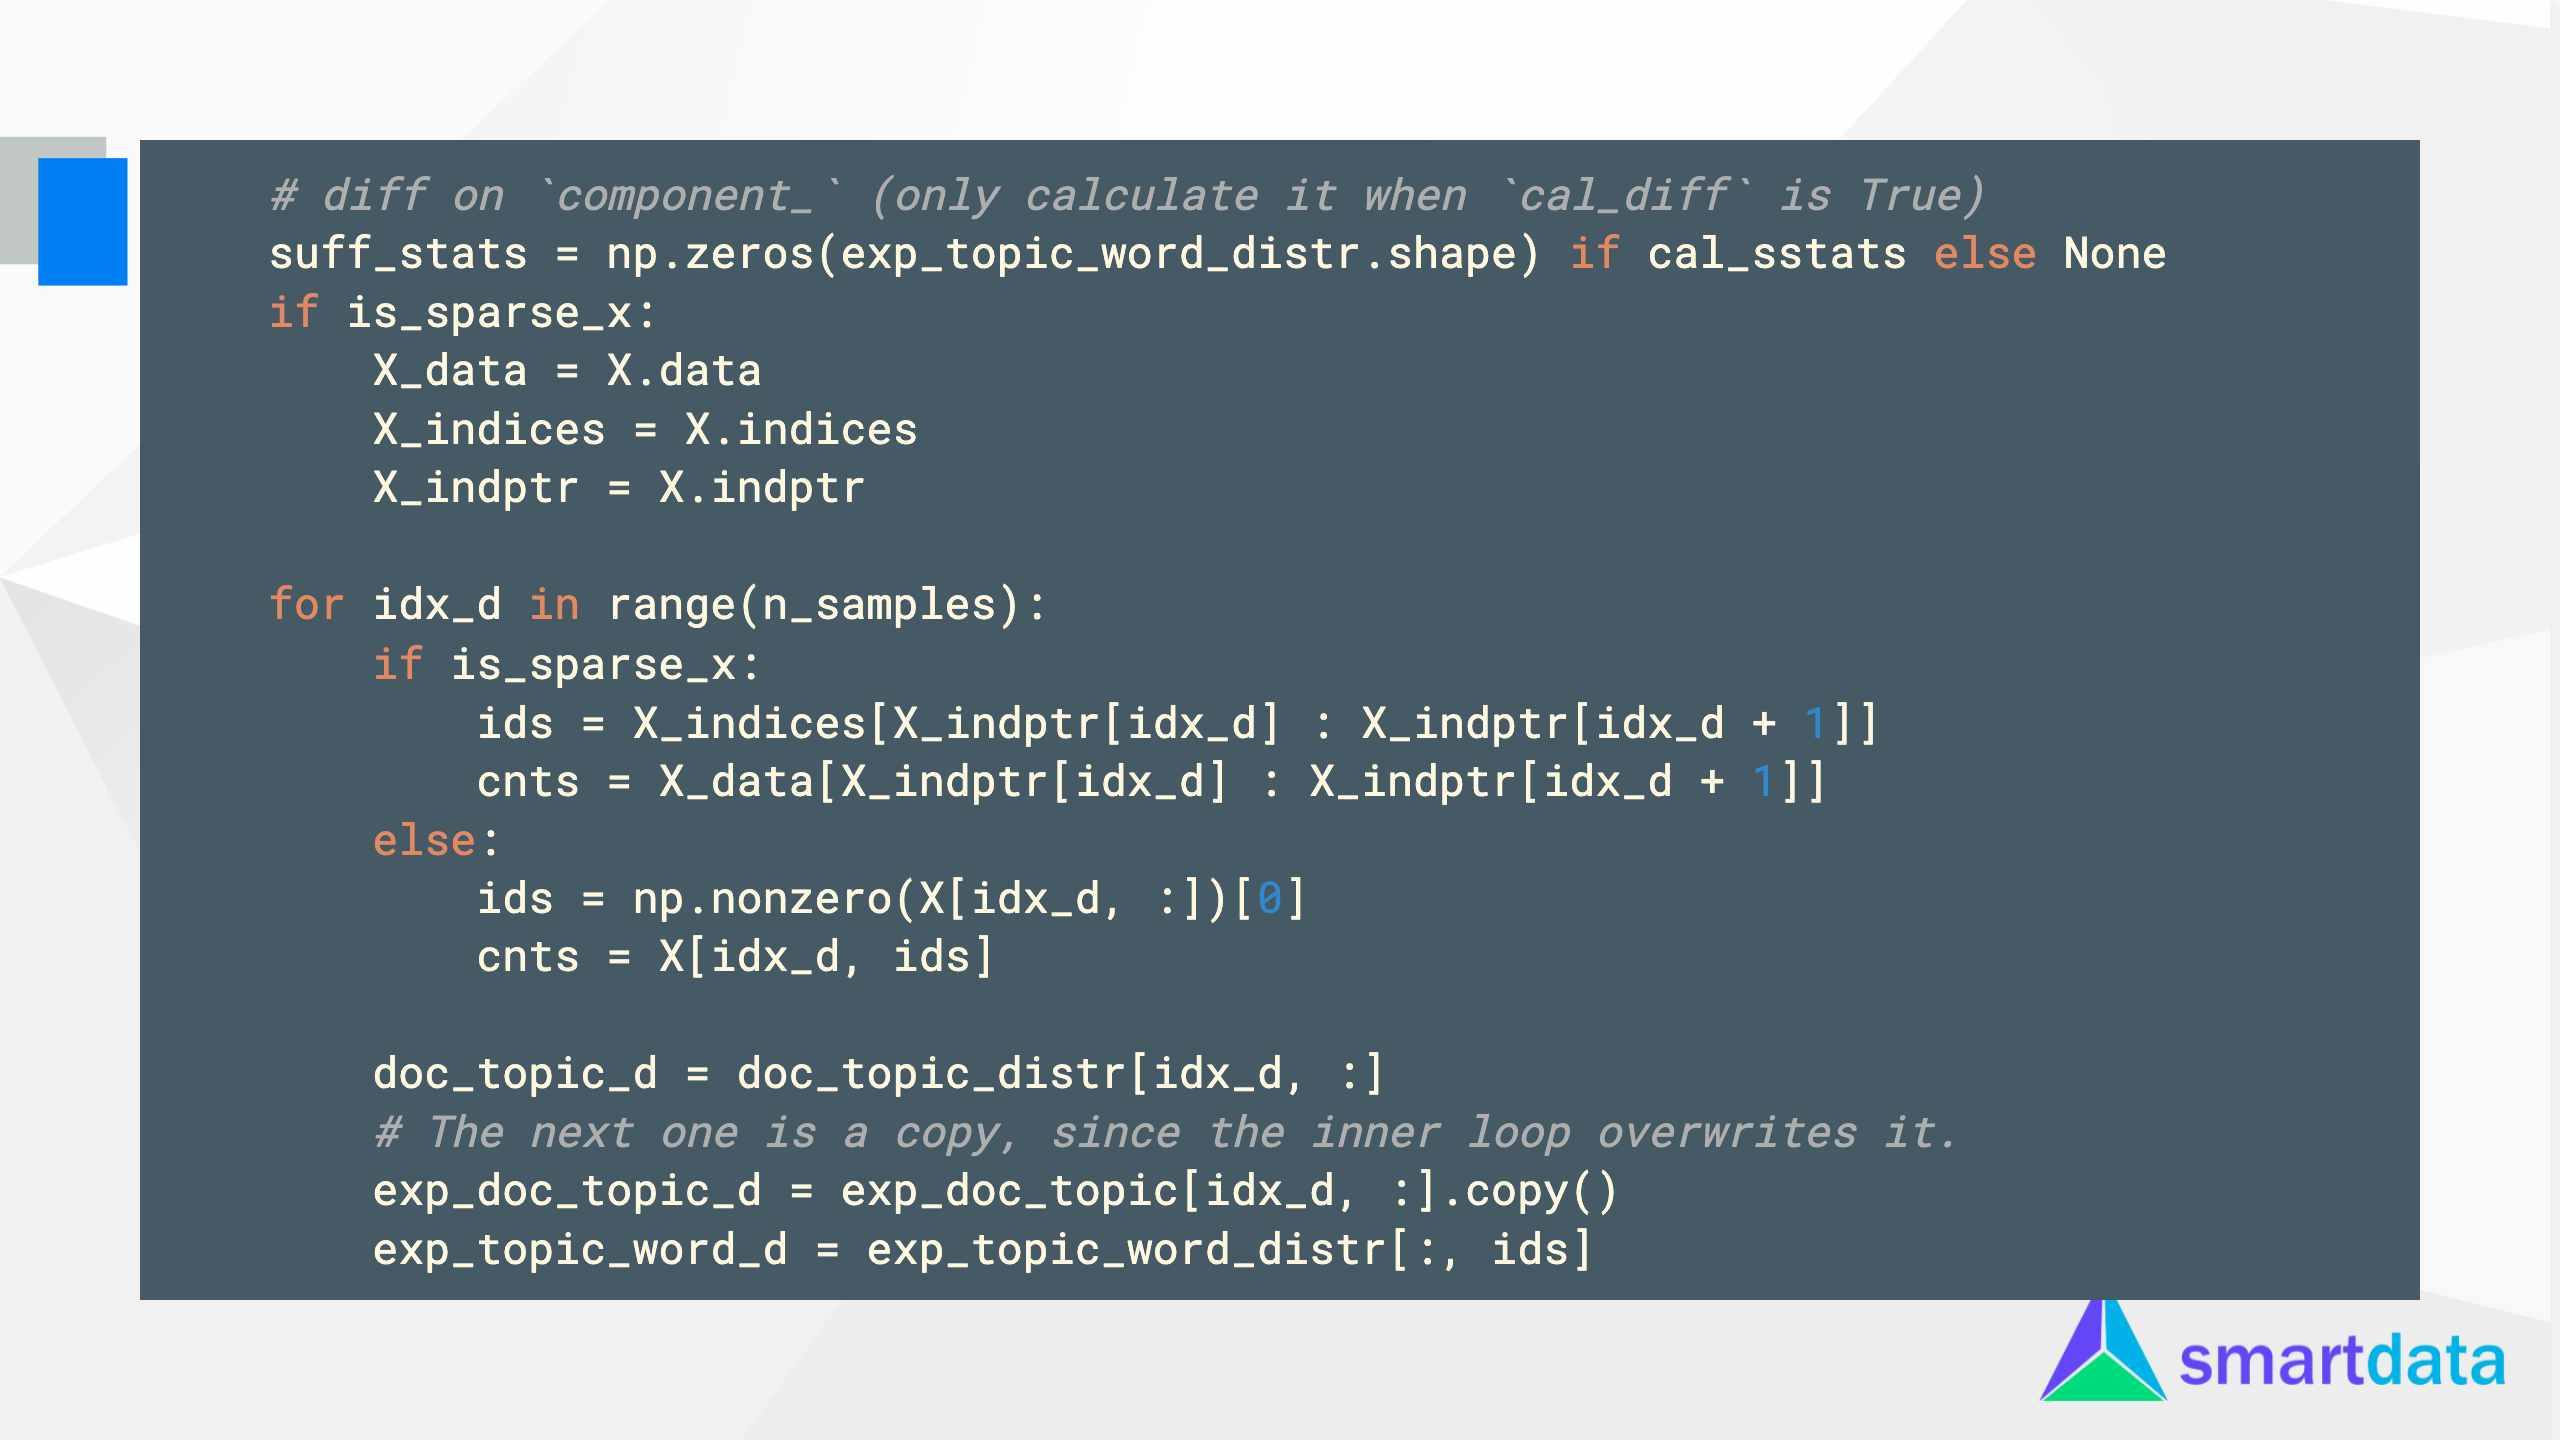 # diff on `component_` (only calculate it when `cal_diff` is True)
suff_stats = np.zeros(exp_topic_word_distr.shape) if cal_sstats else None
if is_sparse_x:
    X_data = X.data
    X_indices = X.indices
    X_indptr = X.indptr

for idx_d in range(n_samples):
    if is_sparse_x:
        ids = X_indices[X_indptr[idx_d] : X_indptr[idx_d + 1]]
        cnts = X_data[X_indptr[idx_d] : X_indptr[idx_d + 1]]
    else:
        ids = np.nonzero(X[idx_d, :])[0]
        cnts = X[idx_d, ids]

    doc_topic_d = doc_topic_distr[idx_d, :]
    # The next one is a copy, since the inner loop overwrites it.
    exp_doc_topic_d = exp_doc_topic[idx_d, :].copy()
    exp_topic_word_d = exp_topic_word_distr[:, ids]
smartdata